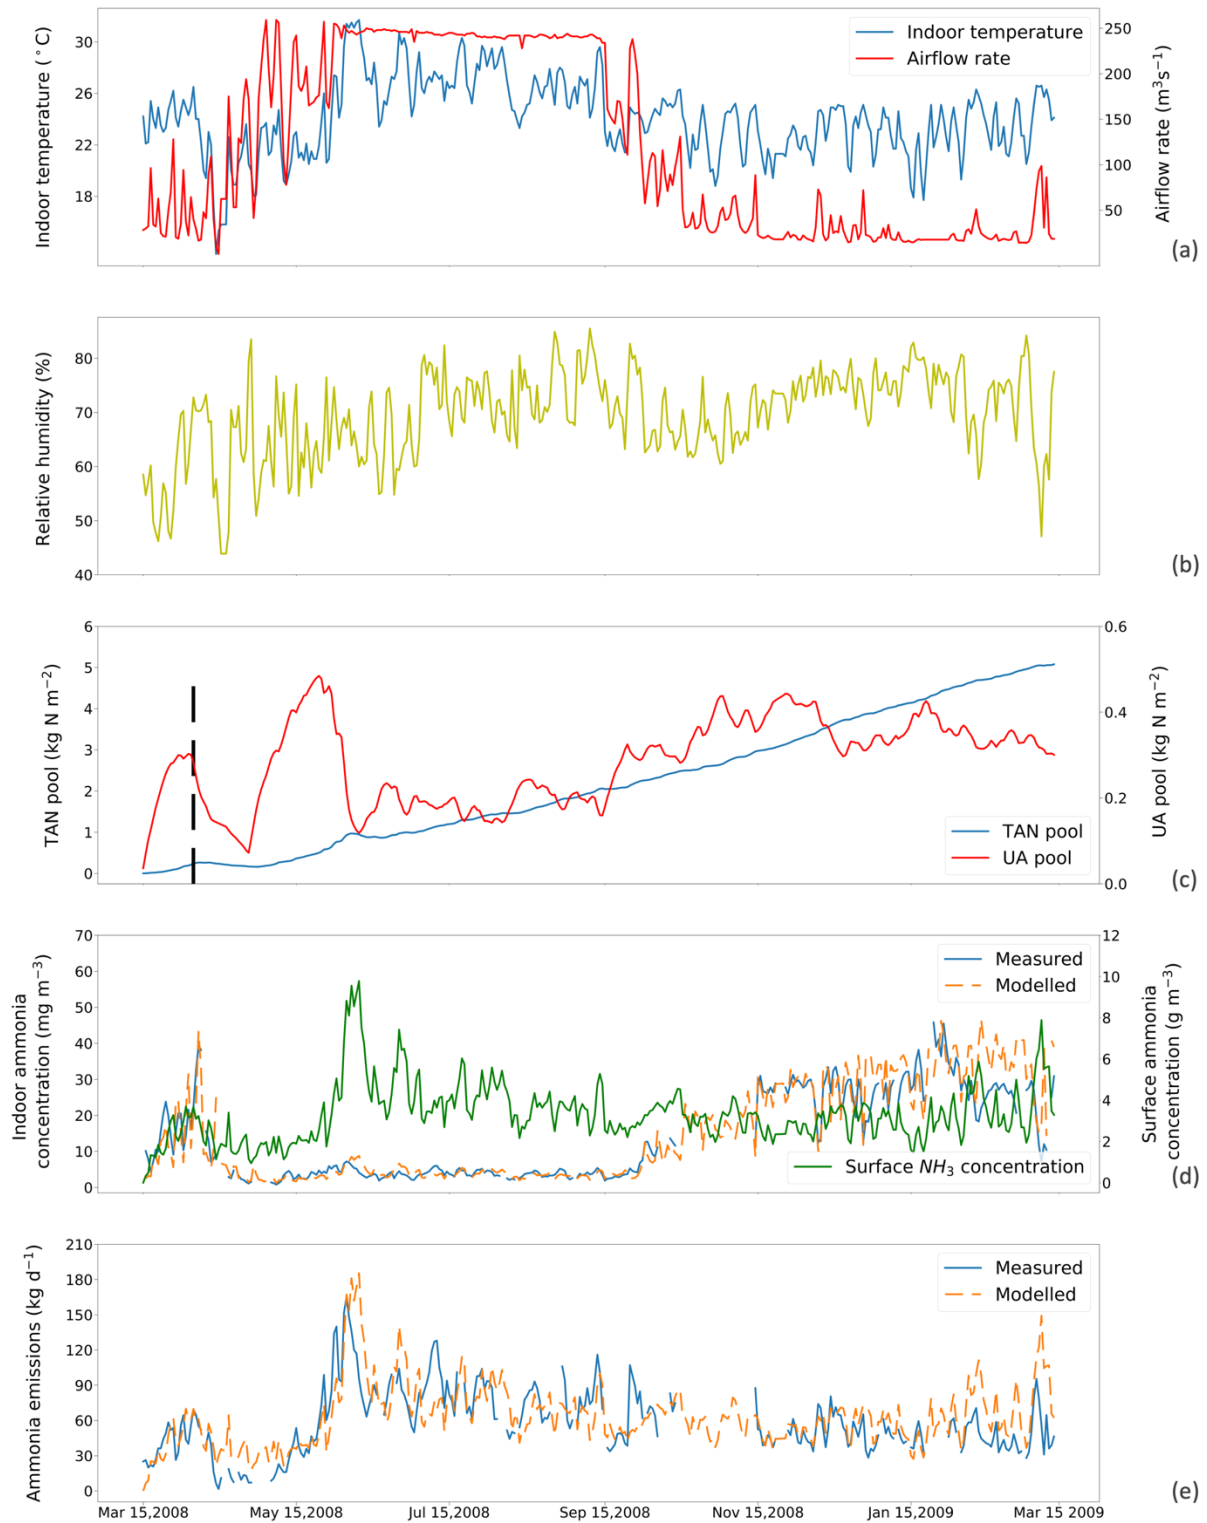 Indoor temperature (°C)
30
26
22
18
Indoor temperature
Airflow rate
250
200
150
100
50
Airflow rate (m³s⁻¹)
(a)
Relative humidity (%)
80
70
60
50
40
(b)
TAN pool (kg N m⁻²)
6
5
4
3
2
1
0
TAN pool
UA pool
0.6
0.4
0.2
0.0
UA pool (kg N m⁻²)
(c)
Indoor ammonia
concentration (mg m⁻³)
70
60
50
40
30
20
10
0
Measured
Modelled
Surface NH₃ concentration
12
10
8
6
4
2
0
Surface ammonia
concentration (g m⁻³)
(d)
Ammonia emissions (kg d⁻¹)
210
180
150
120
90
60
30
0
Measured
Modelled
(e)
Mar 15,2008 May 15,2008 Jul 15,2008 Sep 15,2008 Nov 15,2008 Jan 15,2009 Mar 15 2009